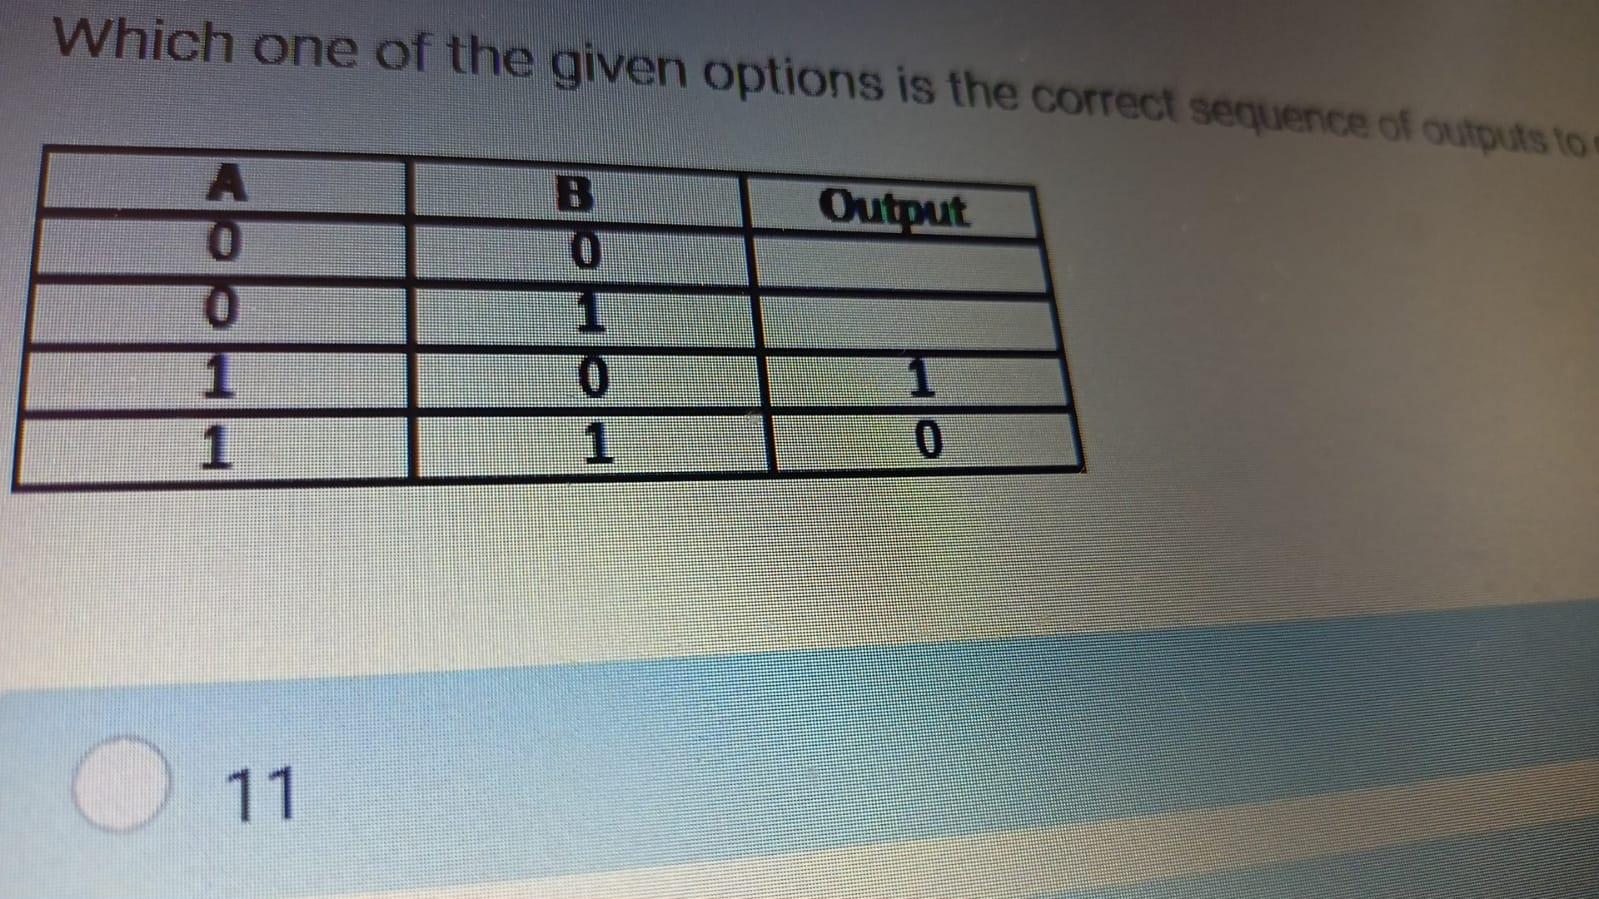 Which one of the given options is the correct sequence of outputs to
A B Output
0 0
0 1
1 0 1
1 1 0
11